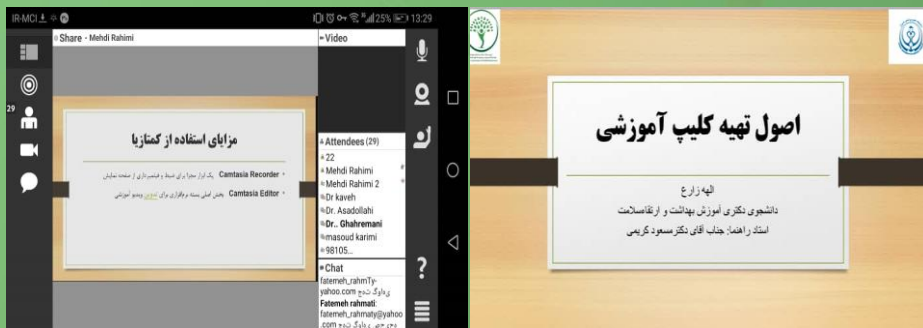 IR-MCI
25% 13:29
Share - Mehdi Rahimi
Video
29
مزایای استفاده از کمتازیا
Camtasia Recorder یک ابزار مجزا برای ضبط و فیلمبرداری از صفحه نمایش
Camtasia Editor بخش اصلی بسته نرم‌افزاری برای تدوین ویدیو آموزشی
Attendees (29)
22
Mehdi Rahimi
Mehdi Rahimi 2
Dr kaveh
Dr. Asadollahi
Dr.. Ghahremani
masoud karimi
98105...
Chat
fatemeh_rahmTy-
yahoo.com
Fatemeh rahmati:
fatemeh_rahmaty@yahoo
.com
اصول تهیه کلیپ آموزشی
الهه زارع
دانشجوی دکتری آموزش بهداشت و ارتقاءسلامت
استاد راهنما: جناب آقای دکترمسعود کریمی